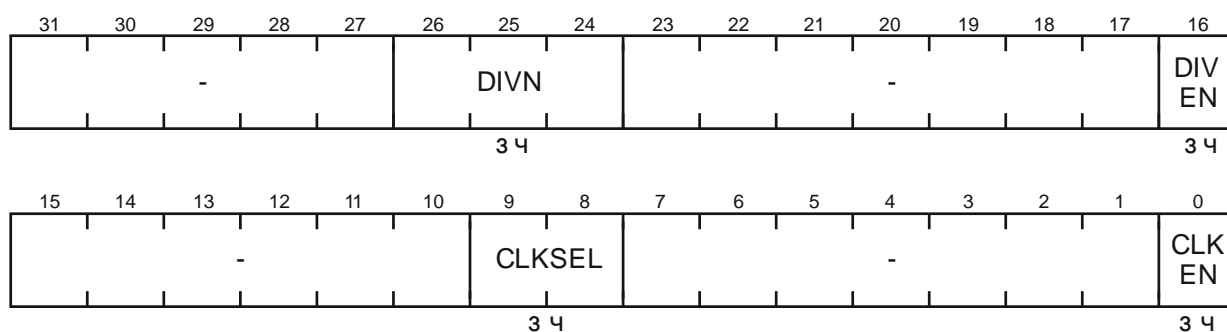 31 30 29 28 27 26 25 24 23 22 21 20 19 18 17 16
- DIVN - DIV
EN
З Ч З Ч
15 14 13 12 11 10 9 8 7 6 5 4 3 2 1 0
- CLKSEL - CLK
EN
З Ч З Ч